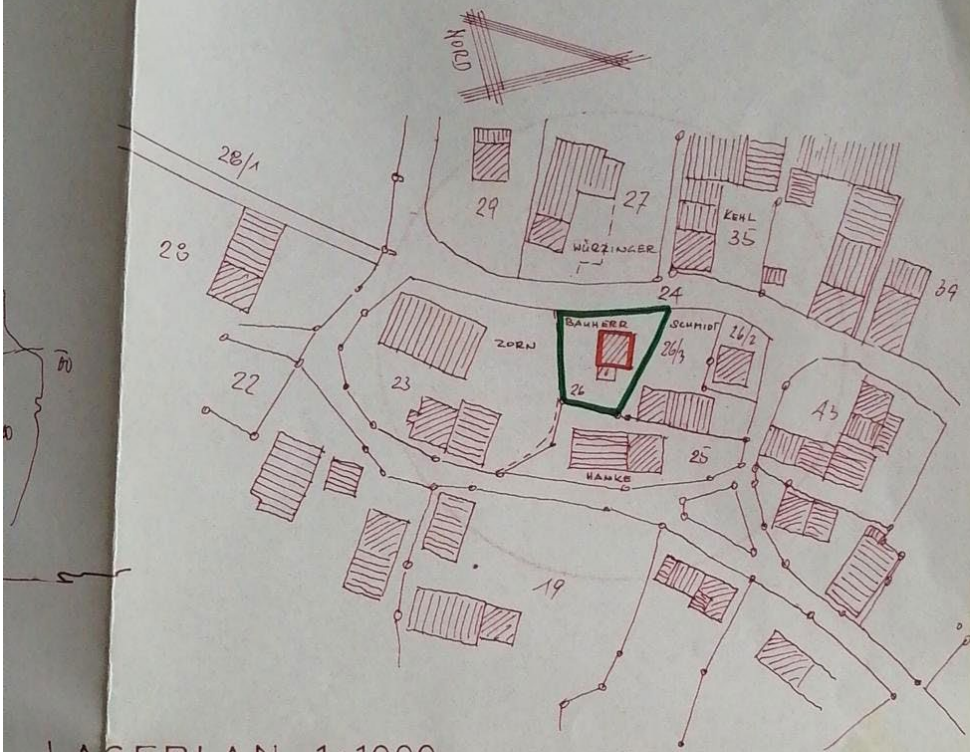 NORD
28/1
29
27
KEHL
35
28
WÜRZINGER
39
24
BAUHERR
SCHMIDT
26/2
ZORN
26/3
22
23
26
43
25
HANKE
19
LAGEPLAN 1:1000